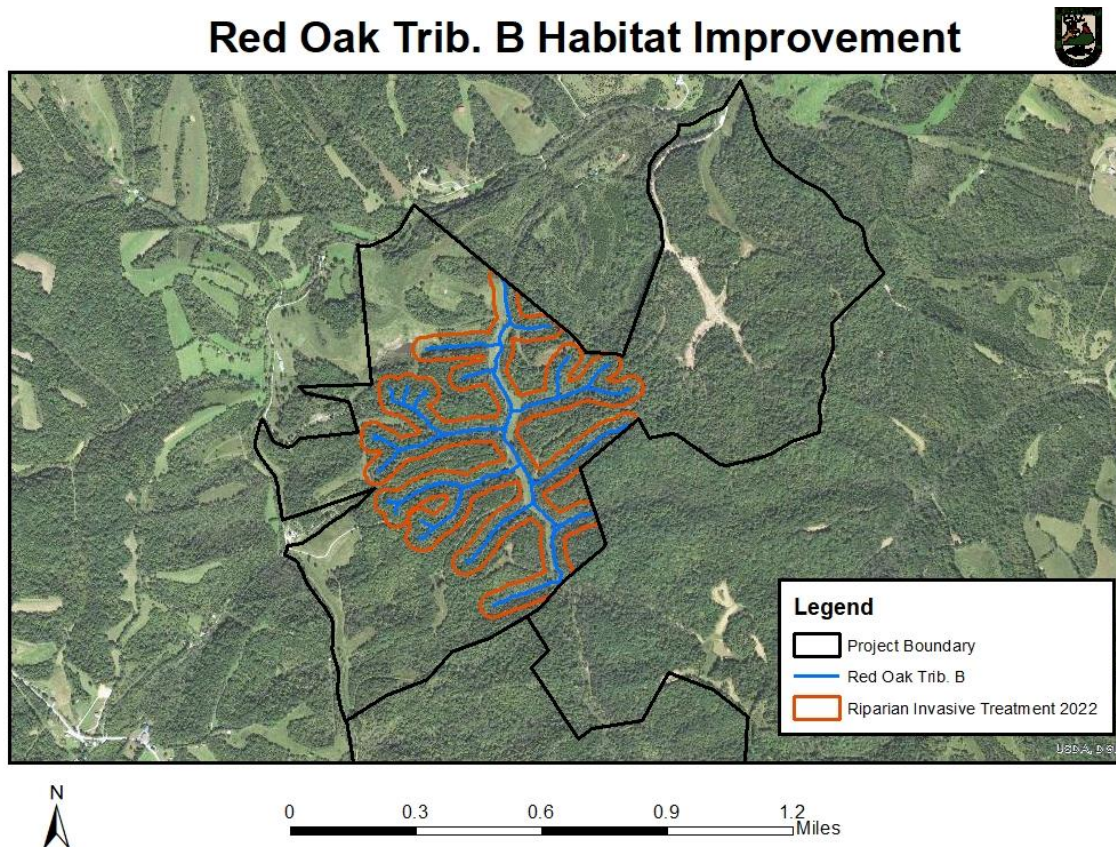 Red Oak Trib. B Habitat Improvement
Legend
Project Boundary
Red Oak Trib. B
Riparian Invasive Treatment 2022
USDA,
N
0 0.3 0.6 0.9 1.2
Miles